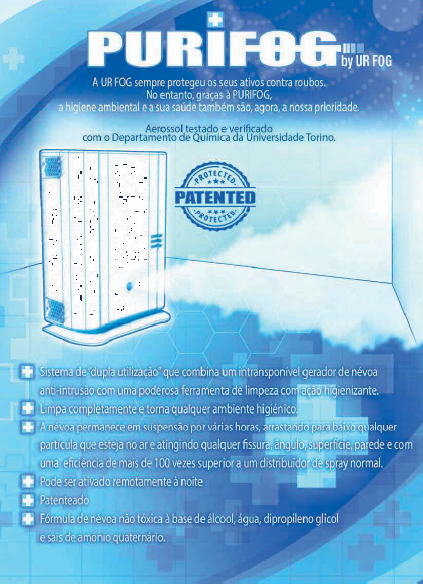 PURIFOG by UR FOG
A UR FOG sempre protegeu os seus ativos contra roubos.
No entanto, graças à PURIFOG,
a higiene ambiental e a sua saúde também são, agora, a nossa prioridade.
Aerossol testado e verificado
com o Departamento de Química da Universidade Torino.
PROTECTED
PATENTED
PROTECTED
Sistema de "dupla utilização" que combina um intransponível gerador de névoa
anti-intrusão com uma poderosa ferramenta de limpeza com ação higienizante.
Limpa completamente e torna qualquer ambiente higiénico.
A névoa permanece em suspensão por várias horas, arrastando para baixo qualquer
partícula que esteja no ar e atingindo qualquer fissura, ângulo, superfície, parede e com
uma eficiência de mais de 100 vezes superior a um distribuidor de spray normal.
Pode ser ativado remotamente à noite
Patenteado
Fórmula de névoa não tóxica à base de álcool, água, dipropileno glicol
e sais de amónio quaternário.